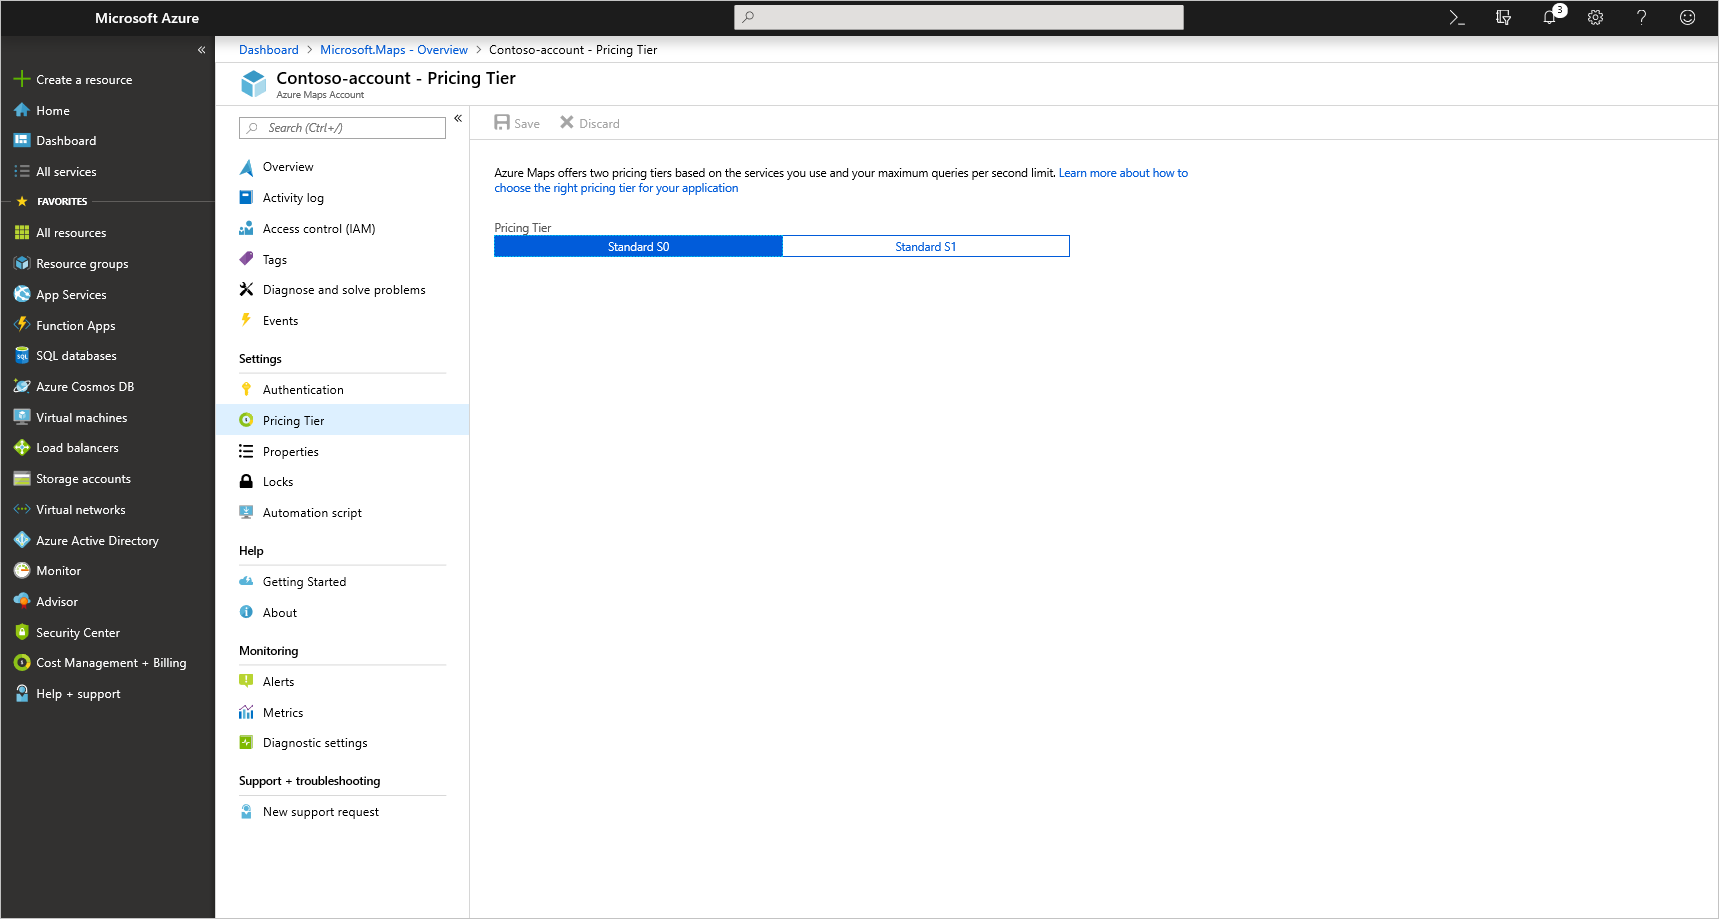 Microsoft Azure
3
«
Create a resource
Home
Dashboard
All services
FAVORITES
All resources
Resource groups
App Services
Function Apps
SQL databases
Azure Cosmos DB
Virtual machines
Load balancers
Storage accounts
Virtual networks
Azure Active Directory
Monitor
Advisor
Security Center
Cost Management + Billing
Help + support
Dashboard > Microsoft.Maps - Overview > Contoso-account - Pricing Tier
Contoso-account - Pricing Tier
Azure Maps Account
Search (Ctrl+/)
«
Overview
Activity log
Access control (IAM)
Tags
Diagnose and solve problems
Events
Settings
Authentication
Pricing Tier
Properties
Locks
Automation script
Help
Getting Started
About
Monitoring
Alerts
Metrics
Diagnostic settings
Support + troubleshooting
New support request
Save Discard
Azure Maps offers two pricing tiers based on the services you use and your maximum queries per second limit. Learn more about how to
choose the right pricing tier for your application
Pricing Tier
Standard S0 Standard S1